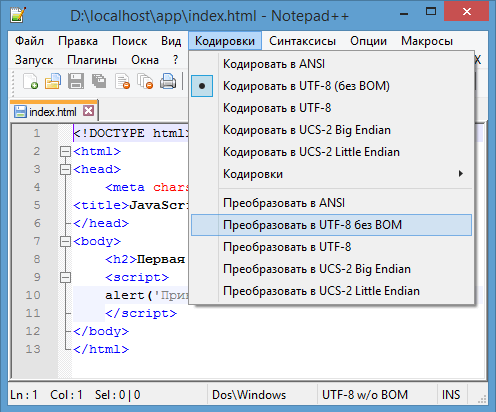 D:\localhost\app\index.html - Notepad++
Файл Правка Поиск Вид Кодировки Синтаксисы Опции Макросы
Запуск Плагины Окна ? X
index.html
Кодировать в ANSI
Кодировать в UTF-8 (без BOM)
Кодировать в UTF-8
Кодировать в UCS-2 Big Endian
Кодировать в UCS-2 Little Endian
Кодировки
Преобразовать в ANSI
Преобразовать в UTF-8 без BOM
Преобразовать в UTF-8
Преобразовать в UCS-2 Big Endian
Преобразовать в UCS-2 Little Endian
1 <!DOCTYPE html
2 <html>
3 <head>
4 <meta chars
5 <title>JavaScri
6 </head>
7 <body>
8 <h2>Первая
9 <script>
10 alert('При
11 </script>
12 </body>
13 </html>
Ln : 1 Col : 1 Sel : 0 | 0 Dos\Windows UTF-8 w/o BOM INS